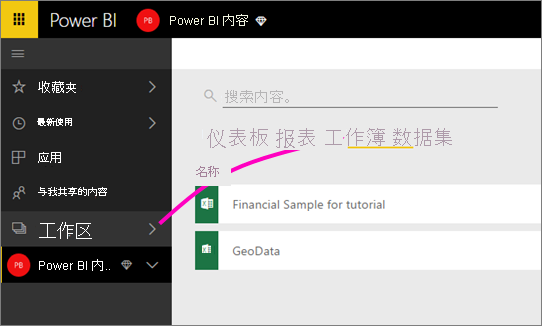 Power BI
PB
Power BI 内容
收藏夹
最新使用
应用
与我共享的内容
工作区
PB
Power BI 内..
搜索内容。
仪表板 报表 工作簿 数据集
名称
Financial Sample for tutorial
GeoData